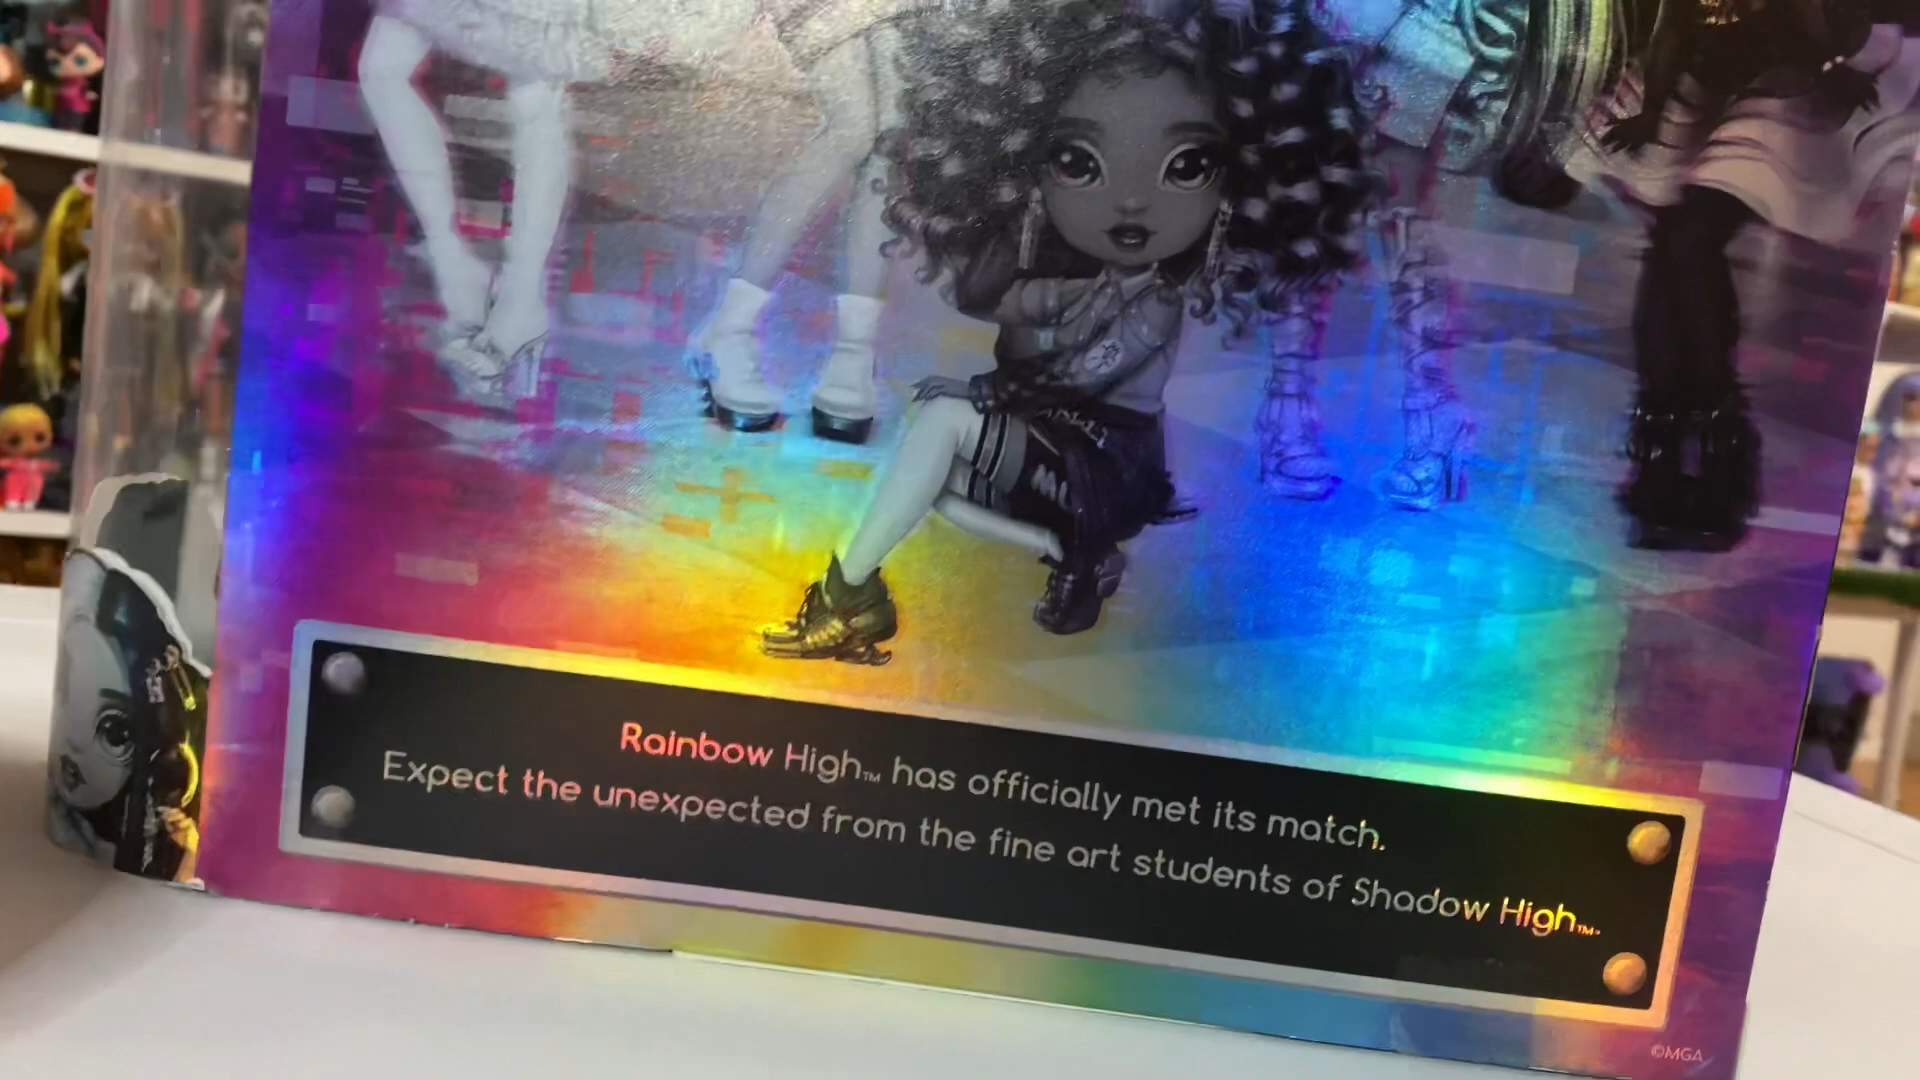 Rainbow High™ has officially met its match.
Expect the unexpected from the fine art students of Shadow High™.
©MGA